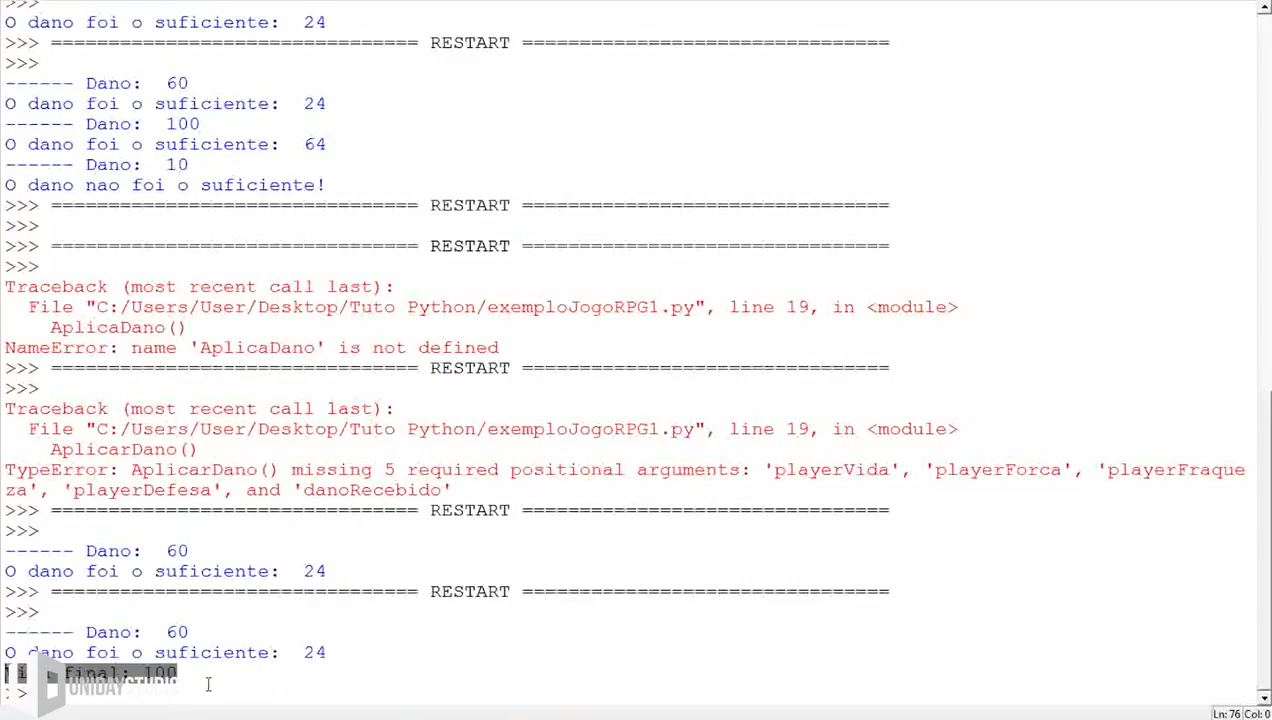 >>>
O dano foi o suficiente:  24
>>> ================================ RESTART ================================
>>>
------ Dano:  60
O dano foi o suficiente:  24
------ Dano:  100
O dano foi o suficiente:  64
------ Dano:  10
O dano nao foi o suficiente!
>>> ================================ RESTART ================================
>>>
>>> ================================ RESTART ================================
>>>
Traceback (most recent call last):
  File "C:/Users/User/Desktop/Tuto Python/exemploJogoRPG1.py", line 19, in <module>
    AplicaDano()
NameError: name 'AplicaDano' is not defined
>>> ================================ RESTART ================================
>>>
Traceback (most recent call last):
  File "C:/Users/User/Desktop/Tuto Python/exemploJogoRPG1.py", line 19, in <module>
    AplicarDano()
TypeError: AplicarDano() missing 5 required positional arguments: 'playerVida', 'playerForca', 'playerFraque
za', 'playerDefesa', and 'danoRecebido'
>>> ================================ RESTART ================================
>>>
------ Dano:  60
O dano foi o suficiente:  24
>>> ================================ RESTART ================================
>>>
------ Dano:  60
O dano foi o suficiente:  24
final: 100
UNIDAYSTUDIO
Ln: 76 Col: 0